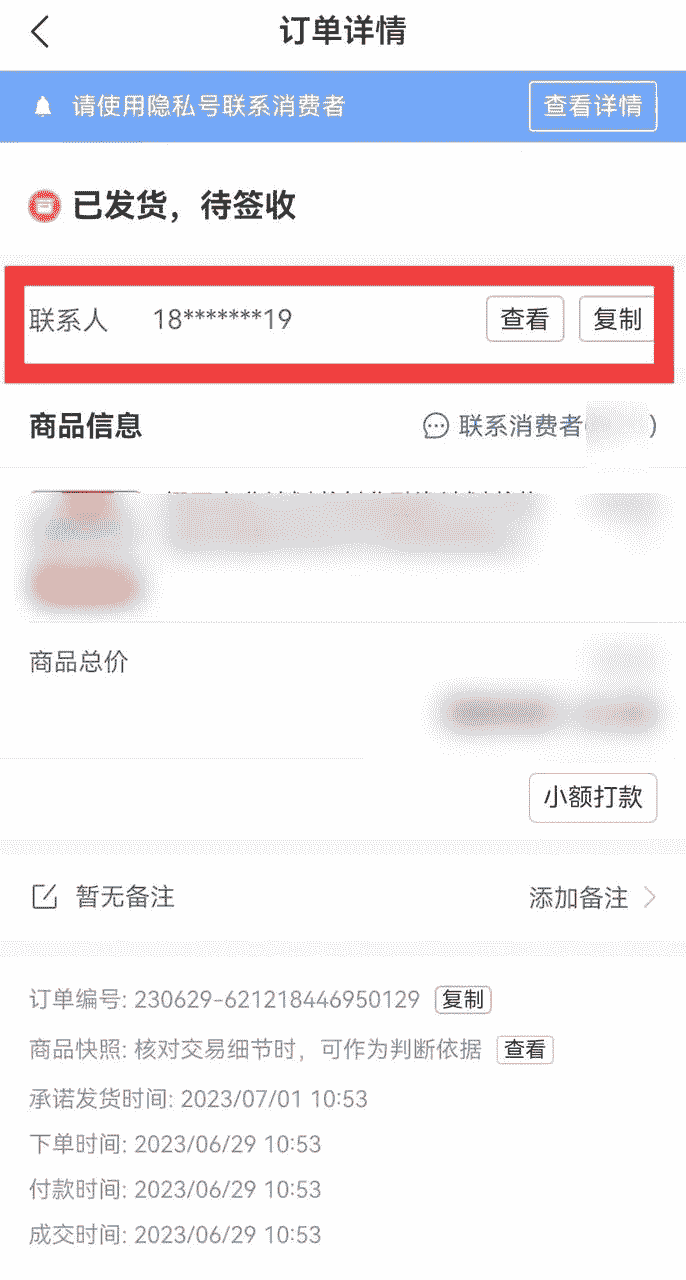 订单详情
请使用隐私号联系消费者 查看详情
已发货，待签收
联系人 18*******19 查看 复制
商品信息 联系消费者( )
商品总价
小额打款
暂无备注 添加备注
订单编号: 230629-621218446950129 复制
商品快照: 核对交易细节时，可作为判断依据 查看
承诺发货时间: 2023/07/01 10:53
下单时间: 2023/06/29 10:53
付款时间: 2023/06/29 10:53
成交时间: 2023/06/29 10:53